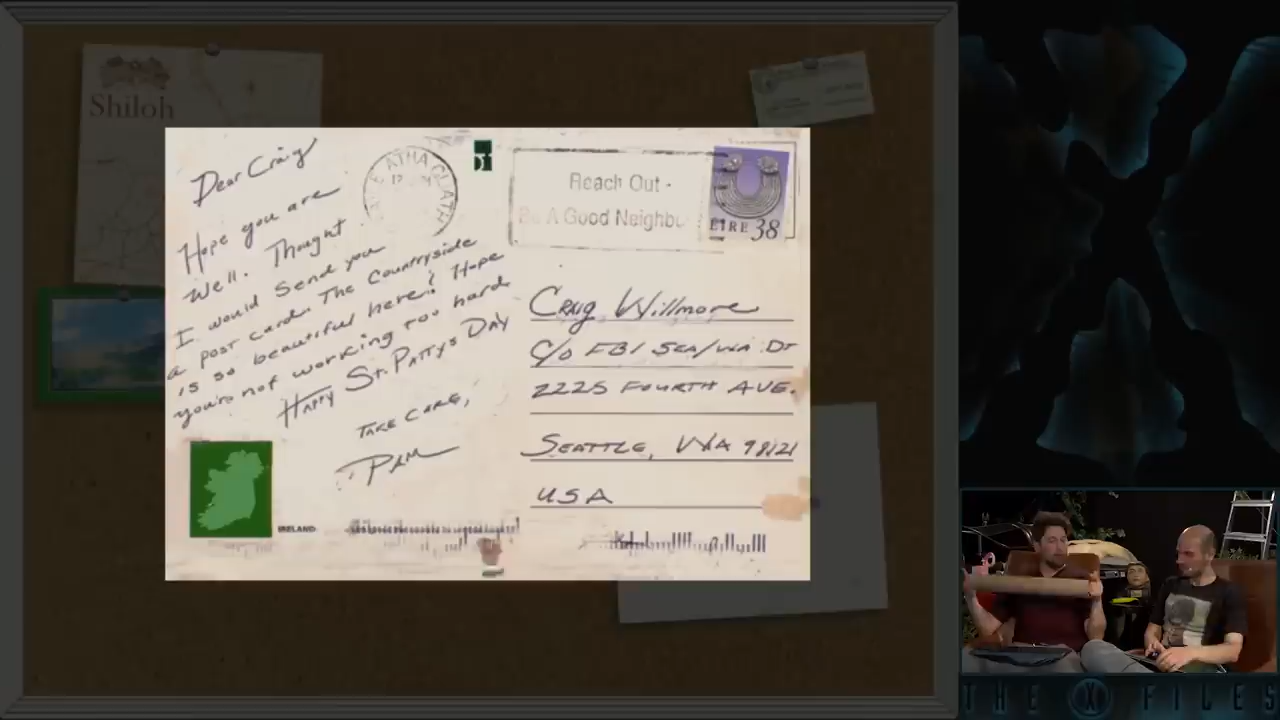 Shiloh
Dear Craig
Hope you are
Well. Thought
I would Send you
a post card. The Countryside
is so beautiful here! Hope
you're not working too hard
Happy St. Patty's Day
Take Care,
Pam
IRELAND
ATHA CLIATH
Reach Out -
Be A Good Neighbo
EIRE 38
Craig Willmore
C/o FBI SEA/WA DT
2225 FOURTH AVE.
SEATTLE, WA 98121
USA
THE X FILES